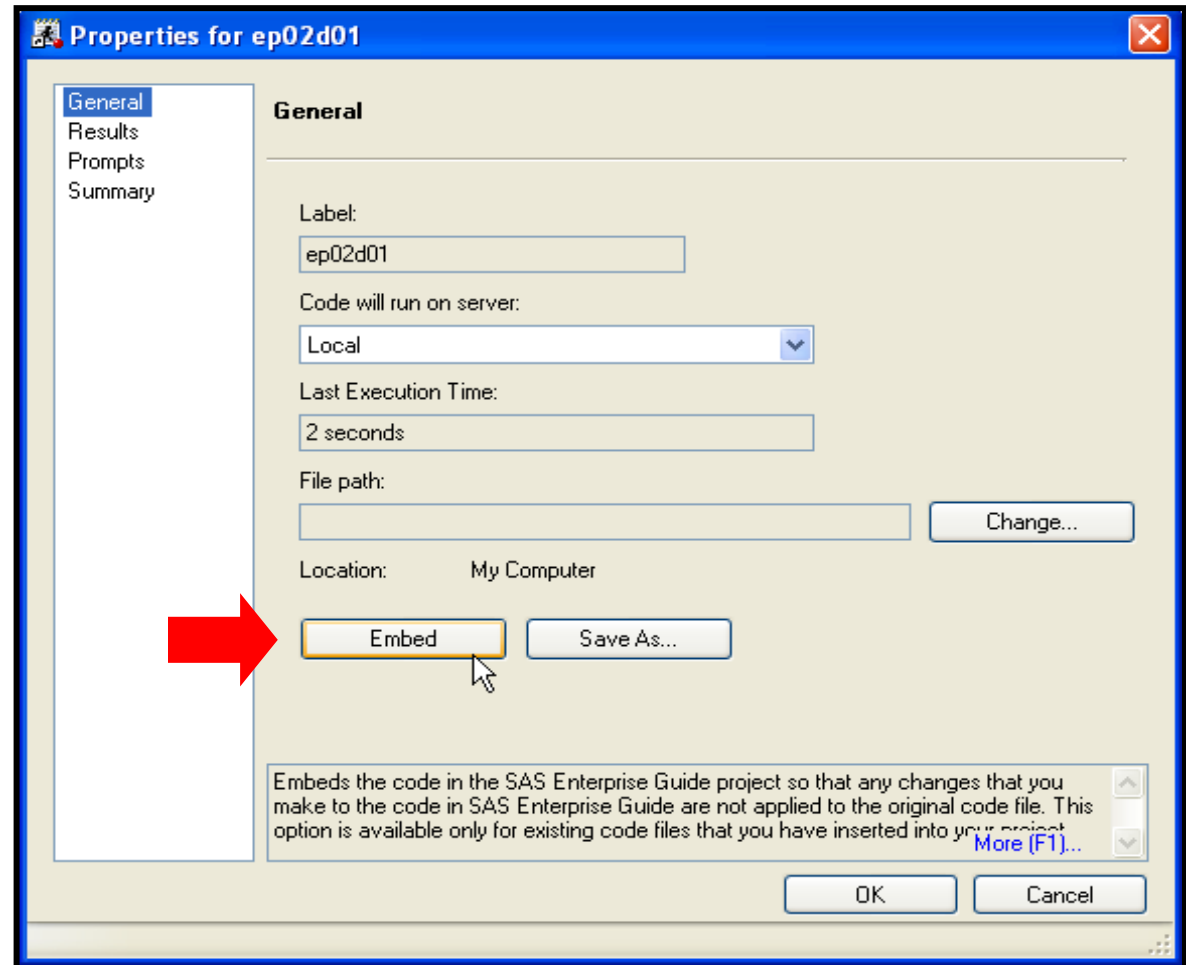 Properties for ep02d01
General
Results
Prompts
Summary
General
Label:
ep02d01
Code will run on server:
Local
Last Execution Time:
2 seconds
File path:
Change...
Location: My Computer
Embed Save As...
Embeds the code in the SAS Enterprise Guide project so that any changes that you
make to the code in SAS Enterprise Guide are not applied to the original code file. This
option is available only for existing code files that you have inserted into your project
More (F1)...
OK Cancel